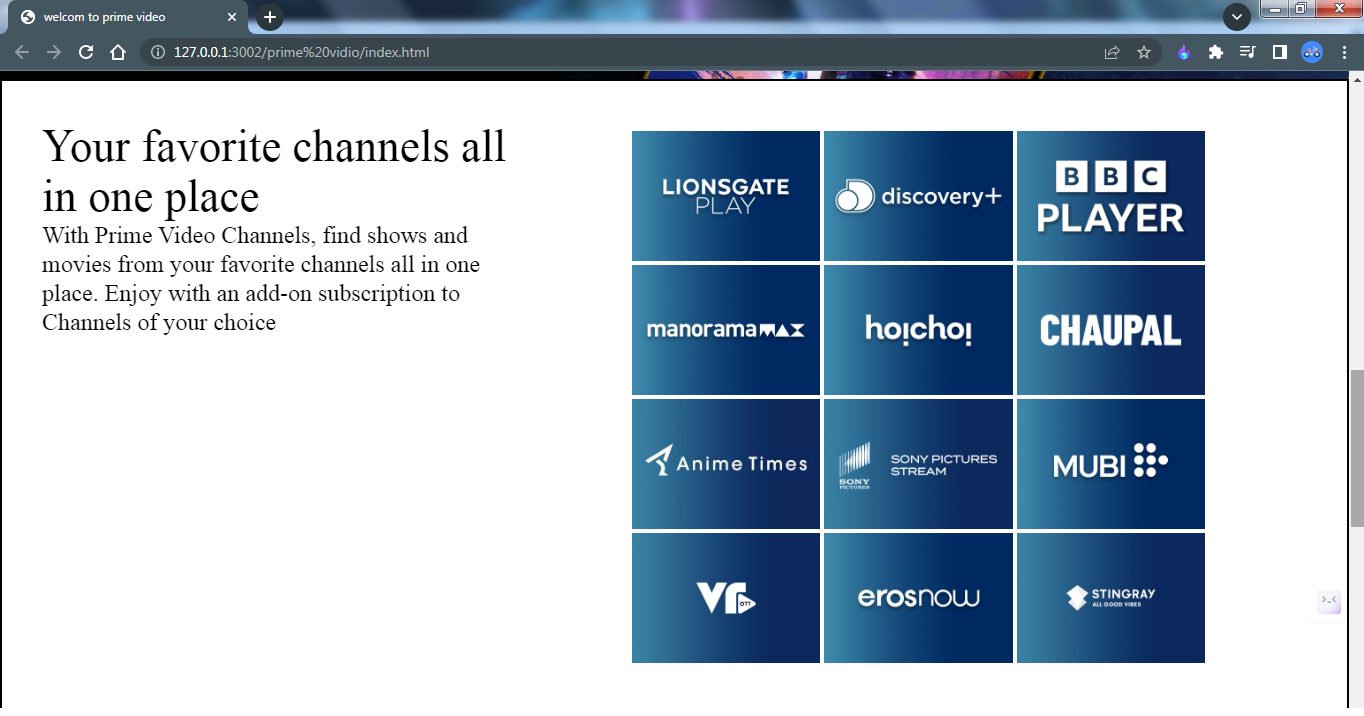 welcom to prime video
127.0.0.1:3002/prime%20vidio/index.html
Your favorite channels all
in one place
With Prime Video Channels, find shows and
movies from your favorite channels all in one
place. Enjoy with an add-on subscription to
Channels of your choice
LIONSGATE
PLAY
discovery+
BBC
PLAYER
manoramaMAX
hoichoi
CHAUPAL
Anime Times
SONY
PICTURES
SONY PICTURES
STREAM
MUBI
VR
OTT
erosnow
STINGRAY
ALL GOOD VIBES